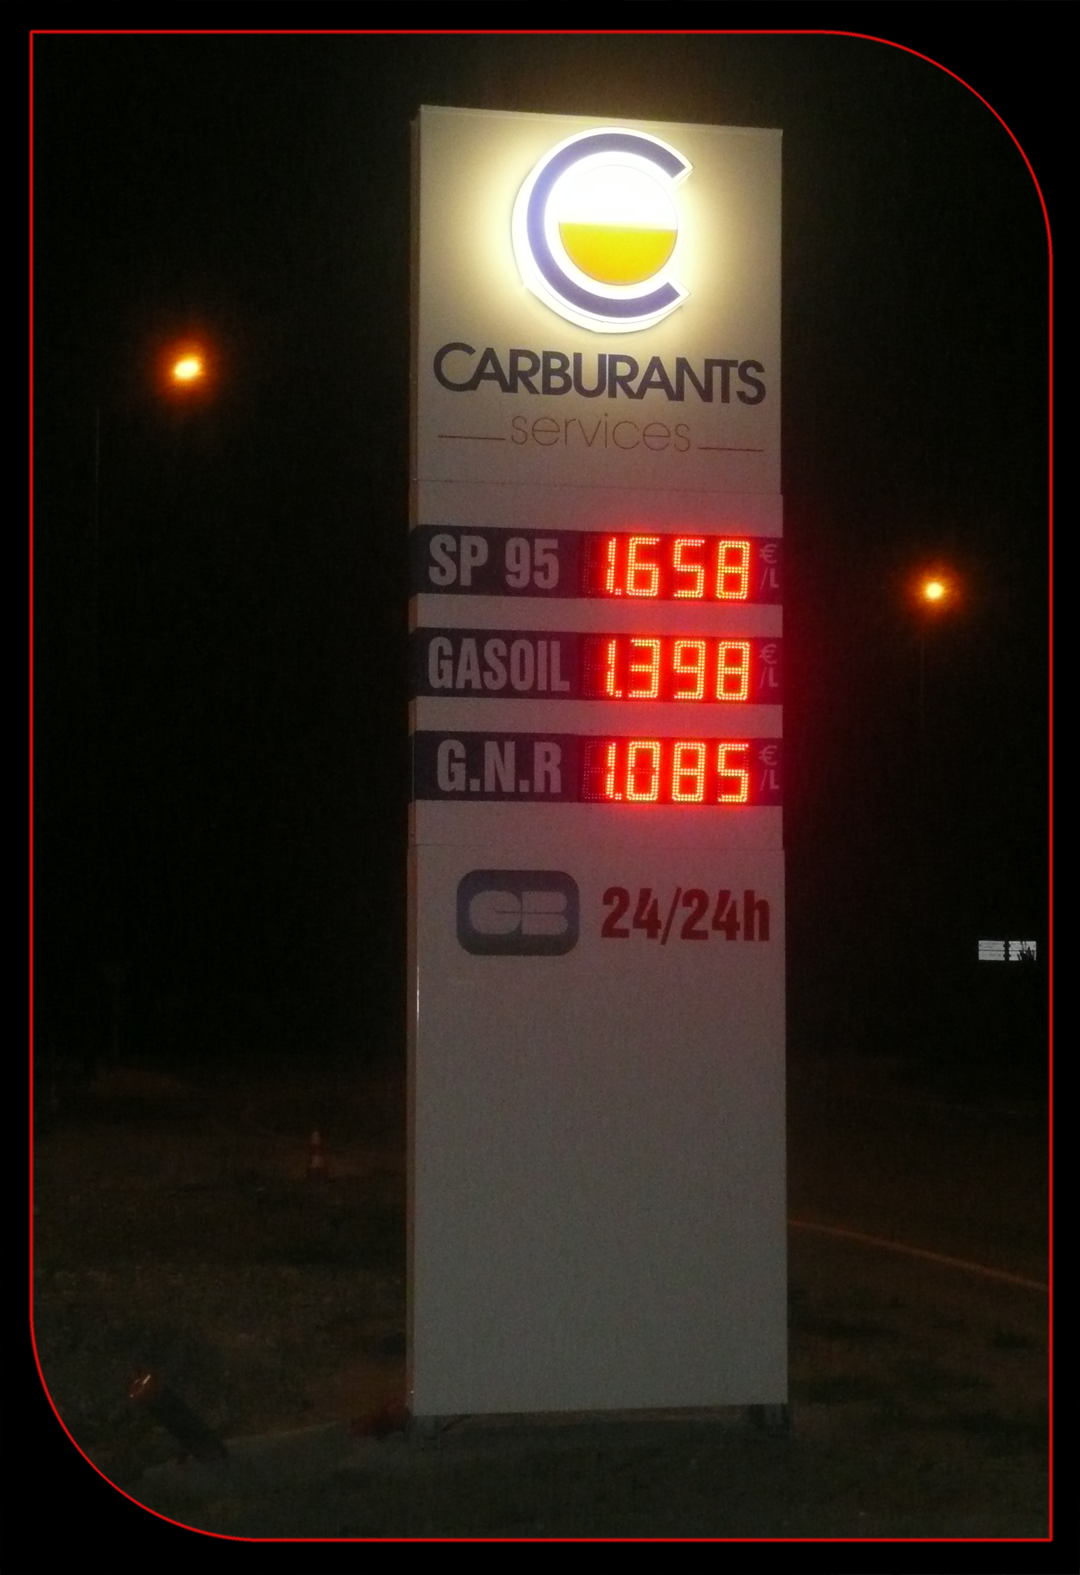 CARBURANTS
services
SP 95 1.658 €/L
GASOIL 1.398 €/L
G.N.R 1.085 €/L
CB 24/24h